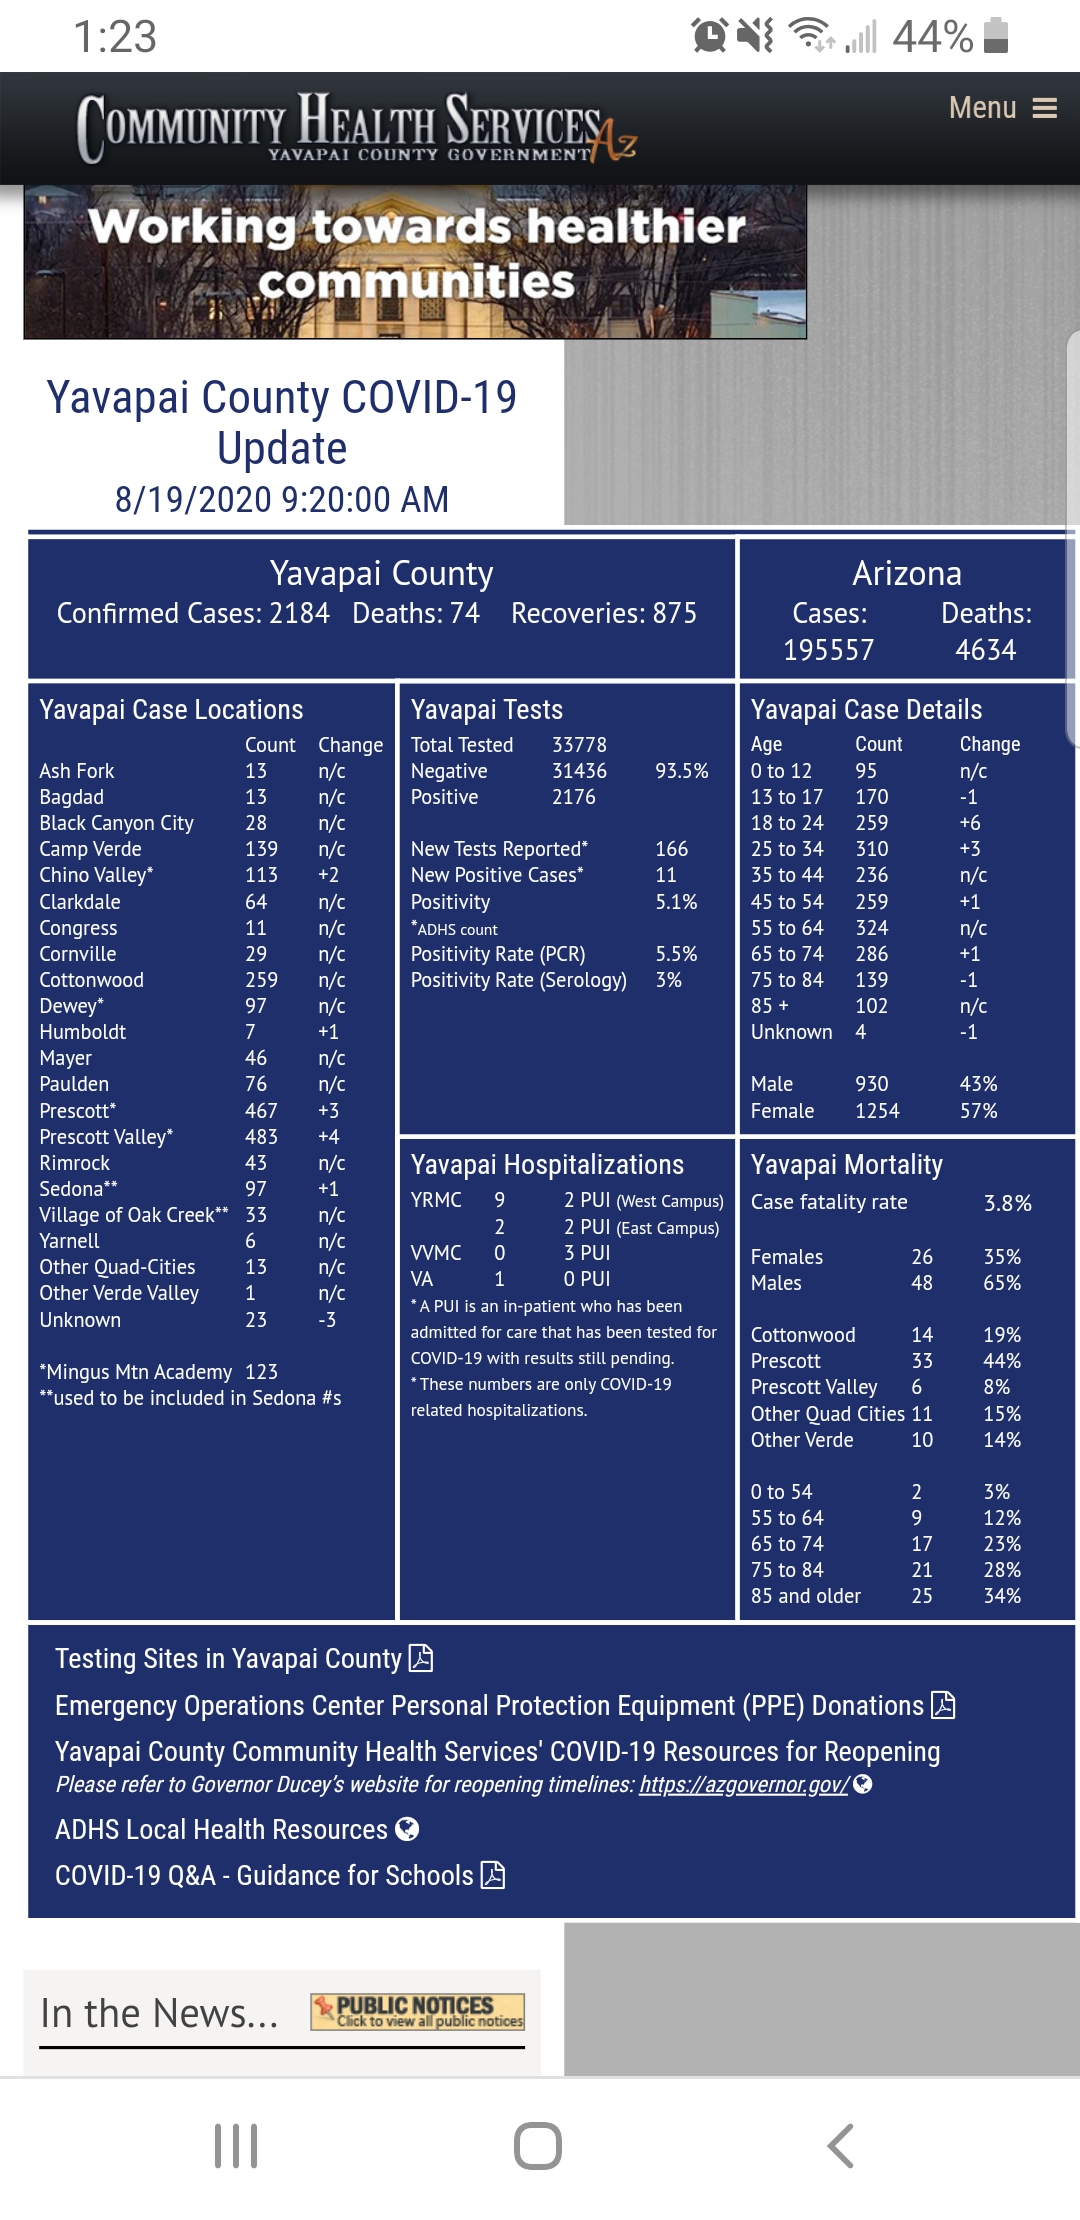 1:23
44%
COMMUNITY HEALTH SERVICES Az
YAVAPAI COUNTY GOVERNMENT
Menu
Working towards healthier
communities
Yavapai County COVID-19
Update
8/19/2020 9:20:00 AM
Yavapai County
Confirmed Cases: 2184 Deaths: 74 Recoveries: 875
Arizona
Cases: Deaths:
195557 4634
Yavapai Case Locations
Count Change
Ash Fork 13 n/c
Bagdad 13 n/c
Black Canyon City 28 n/c
Camp Verde 139 n/c
Chino Valley* 113 +2
Clarkdale 64 n/c
Congress 11 n/c
Cornville 29 n/c
Cottonwood 259 n/c
Dewey* 97 n/c
Humboldt 7 +1
Mayer 46 n/c
Paulden 76 n/c
Prescott* 467 +3
Prescott Valley* 483 +4
Rimrock 43 n/c
Sedona** 97 +1
Village of Oak Creek** 33 n/c
Yarnell 6 n/c
Other Quad-Cities 13 n/c
Other Verde Valley 1 n/c
Unknown 23 -3
*Mingus Mtn Academy 123
**used to be included in Sedona #s
Yavapai Tests
Total Tested 33778
Negative 31436 93.5%
Positive 2176
New Tests Reported* 166
New Positive Cases* 11
Positivity 5.1%
*ADHS count
Positivity Rate (PCR) 5.5%
Positivity Rate (Serology) 3%
Yavapai Case Details
Age Count Change
0 to 12 95 n/c
13 to 17 170 -1
18 to 24 259 +6
25 to 34 310 +3
35 to 44 236 n/c
45 to 54 259 +1
55 to 64 324 n/c
65 to 74 286 +1
75 to 84 139 -1
85 + 102 n/c
Unknown 4 -1
Male 930 43%
Female 1254 57%
Yavapai Hospitalizations
YRMC 9 2 PUI (West Campus)
2 2 PUI (East Campus)
VVMC 0 3 PUI
VA 1 0 PUI
* A PUI is an in-patient who has been
admitted for care that has been tested for
COVID-19 with results still pending.
* These numbers are only COVID-19
related hospitalizations.
Yavapai Mortality
Case fatality rate 3.8%
Females 26 35%
Males 48 65%
Cottonwood 14 19%
Prescott 33 44%
Prescott Valley 6 8%
Other Quad Cities 11 15%
Other Verde 10 14%
0 to 54 2 3%
55 to 64 9 12%
65 to 74 17 23%
75 to 84 21 28%
85 and older 25 34%
Testing Sites in Yavapai County
Emergency Operations Center Personal Protection Equipment (PPE) Donations
Yavapai County Community Health Services' COVID-19 Resources for Reopening
Please refer to Governor Ducey's website for reopening timelines: https://azgovernor.gov/
ADHS Local Health Resources
COVID-19 Q&A - Guidance for Schools
In the News...
PUBLIC NOTICES
Click to view all public notices